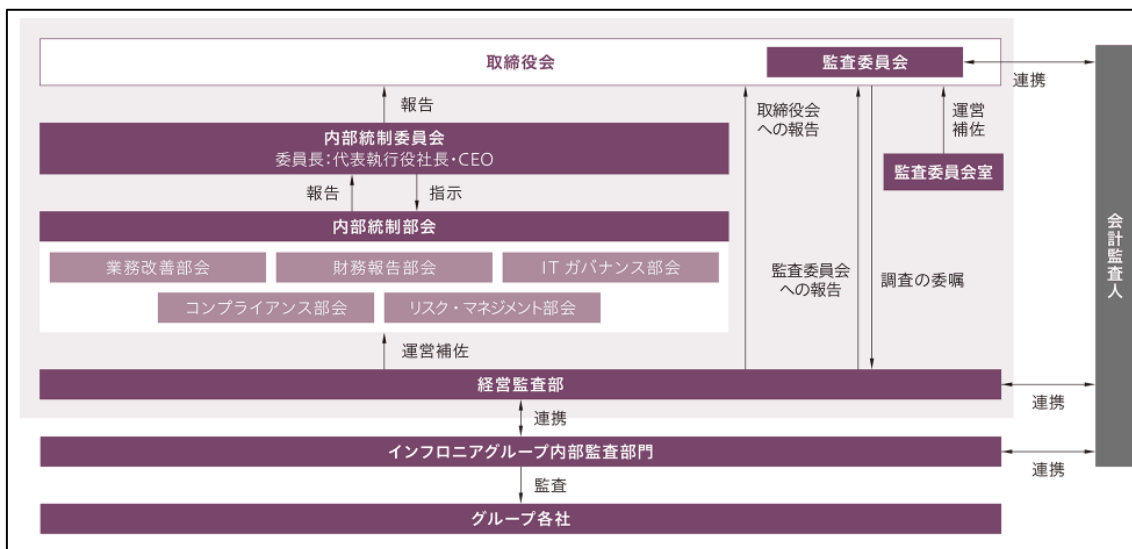 取締役会
監査委員会
連携
報告
取締役会
への報告
運営
補佐
内部統制委員会
委員長:代表執行役社長・CEO
監査委員会室
報告
指示
内部統制部会
業務改善部会
財務報告部会
IT ガバナンス部会
コンプライアンス部会
リスク・マネジメント部会
監査委員会
への報告
調査の委嘱
会計監査人
運営補佐
経営監査部
連携
連携
インフロニアグループ内部監査部門
連携
監査
グループ各社